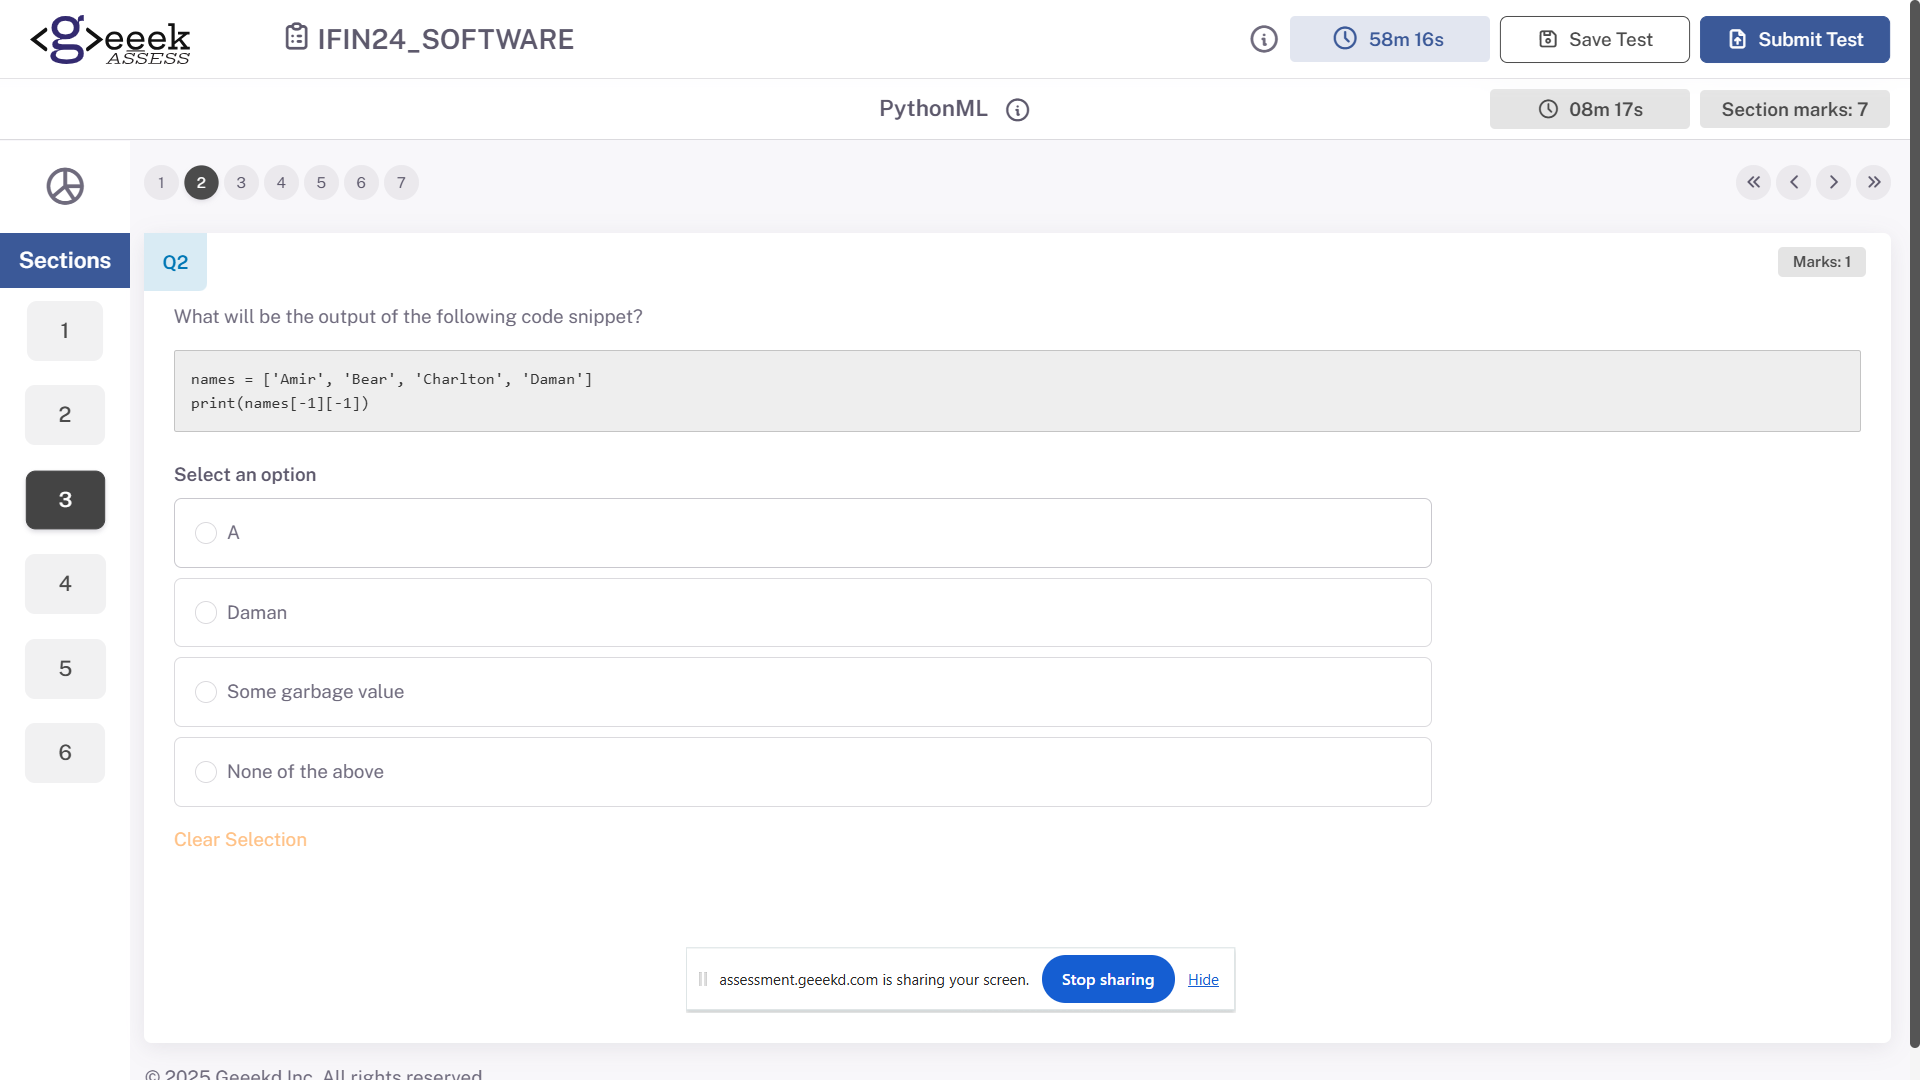 <g>eeek
ASSESS
IFIN24_SOFTWARE
58m 16s
Save Test
Submit Test
PythonML
08m 17s
Section marks: 7
1 2 3 4 5 6 7
Sections
1
2
3
4
5
6
Q2
Marks: 1
What will be the output of the following code snippet?
names = ['Amir', 'Bear', 'Charlton', 'Daman']
print(names[-1][-1])
Select an option
A
Daman
Some garbage value
None of the above
Clear Selection
assessment.geeekd.com is sharing your screen.
Stop sharing
Hide
© 2025 Geeekd Inc. All rights reserved